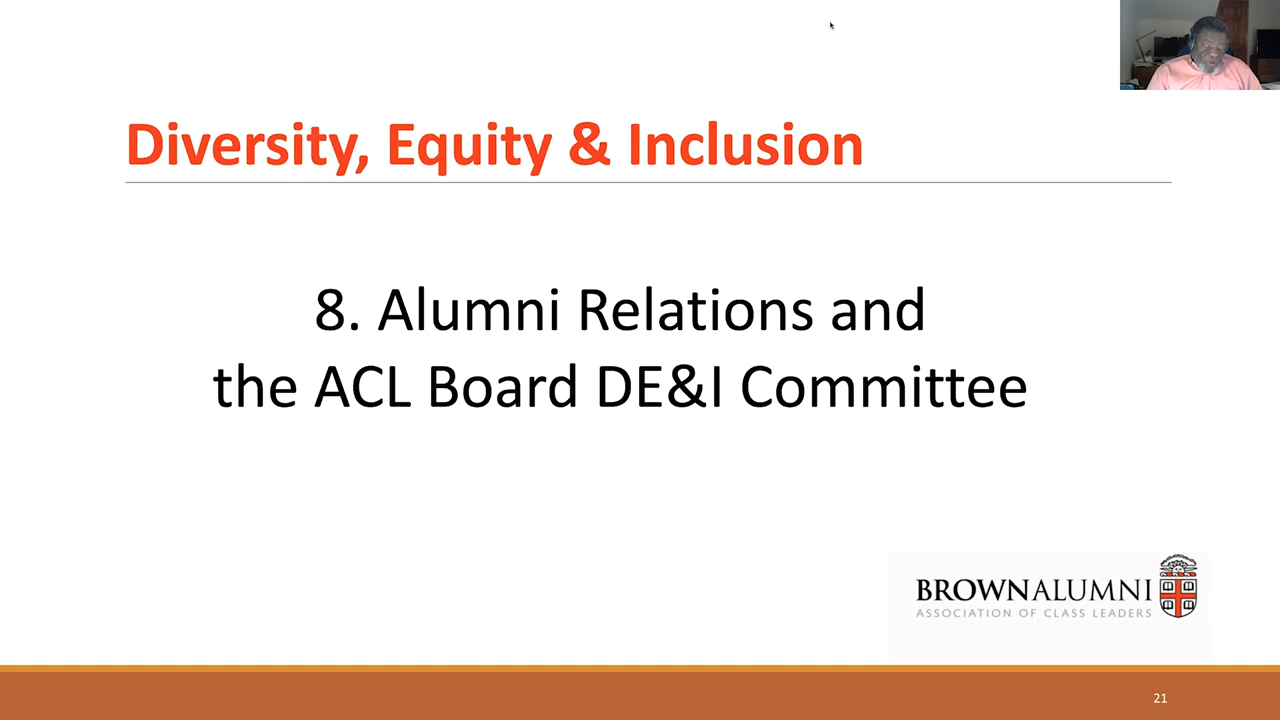 Diversity, Equity & Inclusion
8. Alumni Relations and
the ACL Board DE&I Committee
BROWNALUMNI
ASSOCIATION OF CLASS LEADERS
21